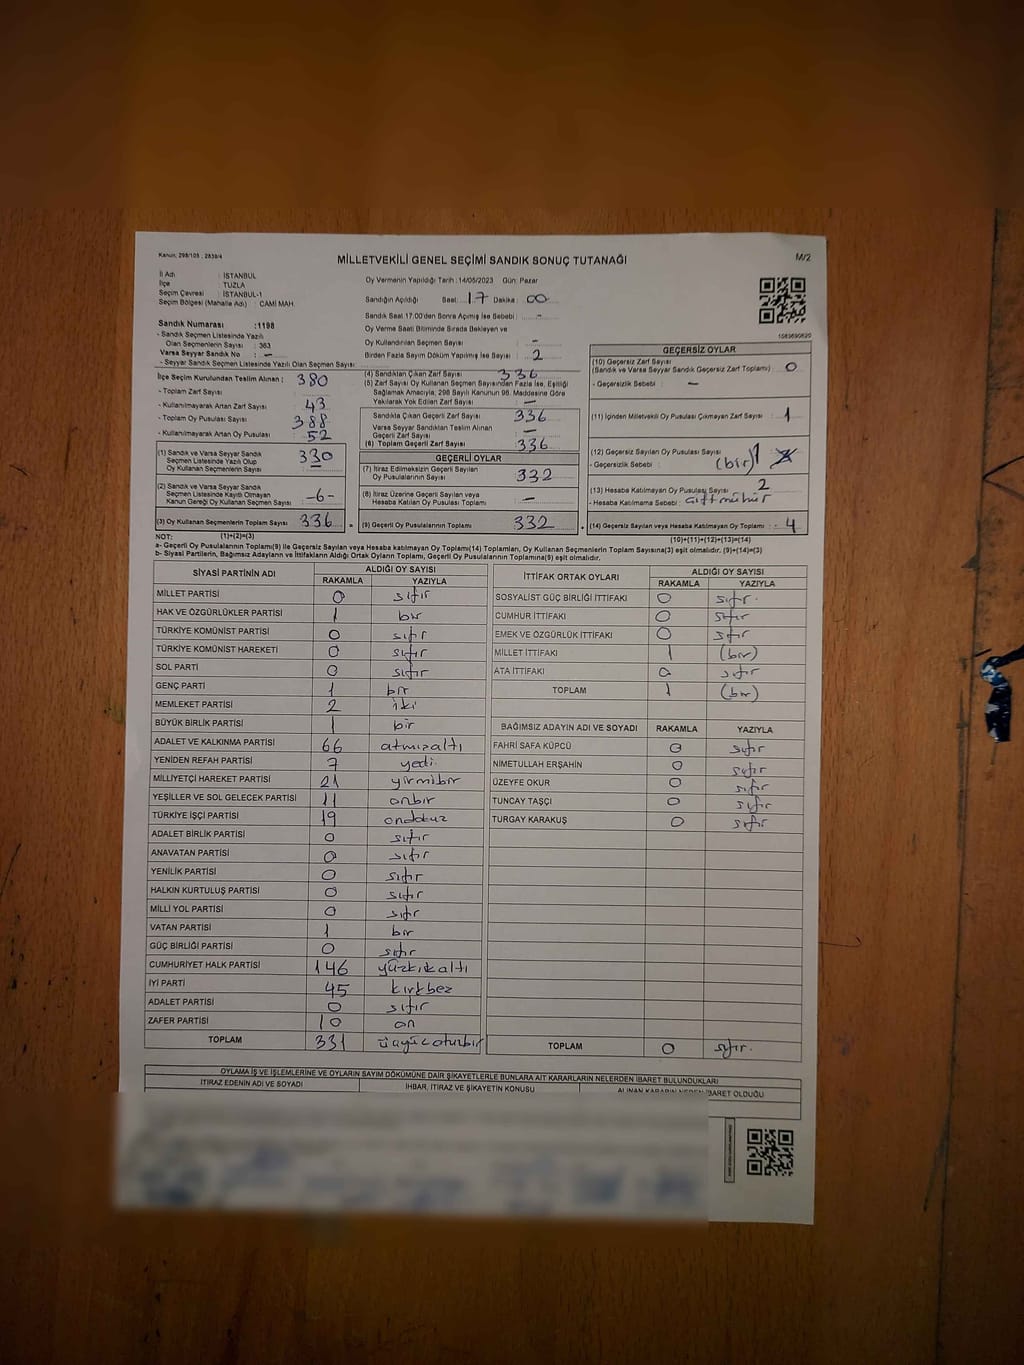 Kanun, 298/105 , 2839/4
MİLLETVEKİLİ GENEL SEÇİMİ SANDIK SONUÇ TUTANAĞI
M/2
İl Adı : İSTANBUL
İlçe : TUZLA
Seçim Çevresi : İSTANBUL-1
Seçim Bölgesi (Mahalle Adı) : CAMİ MAH.
Oy Vermenin Yapıldığı Tarih : 14/05/2023 Gün: Pazar
Sandığın Açıldığı Saat: 17 Dakika : 00
Sandık Saat 17.00'den Sonra Açılmış İse Sebebi : -
Oy Verme Saati Bitiminde Sırada Bekleyen ve
Oy Kullandırılan Seçmen Sayısı : -
Birden Fazla Sayım Döküm Yapılmış İse Sayısı : 2
Sandık Numarası : 1198
- Sandık Seçmen Listesinde Yazılı
Olan Seçmenlerin Sayısı : 363
Varsa Seyyar Sandık No : -
- Seyyar Sandık Seçmen Listesinde Yazılı Olan Seçmen Sayısı:
İlçe Seçim Kurulundan Teslim Alınan ; 380
- Toplam Zarf Sayısı
- Kullanılmayarak Artan Zarf Sayısı : 43
- Toplam Oy Pusulası Sayısı : 388
- Kullanılmayarak Artan Oy Pusulası : 52
(1) Sandık ve Varsa Seyyar Sandık
Seçmen Listesinde Yazılı Olup
Oy Kullanan Seçmenlerin Sayısı : 330
(2) Sandık ve Varsa Seyyar Sandık
Seçmen Listesinde Kayıtlı Olmayan
Kanun Gereği Oy Kullanan Seçmen Sayısı : -6-
(3) Oy Kullanan Seçmenlerin Toplam Sayısı : 336
(4) Sandıktan Çıkan Zarf Sayısı : 336
(5) Zarf Sayısı Oy Kullanan Seçmen Sayısından Fazla İse, Eşitliği
Sağlamak Amacıyla, 298 Sayılı Kanunun 98. Maddesine Göre
Yakılarak Yok Edilen Zarf Sayısı : -
Sandıkta Çıkan Geçerli Zarf Sayısı : 336
Varsa Seyyar Sandıktan Teslim Alınan
Geçerli Zarf Sayısı : -
(6) Toplam Geçerli Zarf Sayısı : 336
GEÇERLİ OYLAR
(7) İtiraz Edilmeksizin Geçerli Sayılan
Oy Pusulasının Sayısı : 332
(8) İtiraz Üzerine Geçerli Sayılan veya
Hesaba Katılan Oy Pusulası Toplamı : -
(9) Geçerli Oy Pusulalarının Toplamı : 332
GEÇERSİZ OYLAR
(10) Geçersiz Zarf Sayısı
(Sandık ve Varsa Seyyar Sandık Geçersiz Zarf Toplamı) : 0
- Geçersizlik Sebebi : -
(11) İçinden Milletvekili Oy Pusulası Çıkmayan Zarf Sayısı : 1
(12) Geçersiz Sayılan Oy Pusulası Sayısı
- Geçersizlik Sebebi : (bir) 1
(13) Hesaba Katılmayan Oy Pusulası Sayısı : 2
- Hesaba Katılmama Sebebi : Çift mühür
(14) Geçersiz Sayılan veya Hesaba Katılmayan Oy Toplamı : 4
NOT: (1)+(2)=(3) (10)+(11)+(12)+(13)=(14)
a- Geçerli Oy Pusulalarının Toplamı(9) ile Geçersiz Sayılan veya Hesaba katılmayan Oy Toplamı(14) Toplamları, Oy Kullanan Seçmenlerin Toplam Sayısına(3) eşit olmalıdır. (9)+(14)=(3)
b- Siyasi Partilerin, Bağımsız Adayların ve İttifakların Aldığı Ortak Oyların Toplamı, Geçerli Oy Pusulalarının Toplamına(9) eşit olmalıdır.
SİYASİ PARTİNİN ADI ALDIĞI OY SAYISI
RAKAMLA YAZIYLA
MİLLET PARTİSİ 0 sıfır
HAK VE ÖZGÜRLÜKLER PARTİSİ 1 bir
TÜRKİYE KOMÜNİST PARTİSİ 0 sıfır
TÜRKİYE KOMÜNİST HAREKETİ 0 sıfır
SOL PARTİ 0 sıfır
GENÇ PARTİ 1 bir
MEMLEKET PARTİSİ 2 iki
BÜYÜK BİRLİK PARTİSİ 1 bir
ADALET VE KALKINMA PARTİSİ 66 atmışaltı
YENİDEN REFAH PARTİSİ 7 yedi
MİLLİYETÇİ HAREKET PARTİSİ 21 yirmibir
YEŞİLLER VE SOL GELECEK PARTİSİ 11 onbir
TÜRKİYE İŞÇİ PARTİSİ 19 ondokuz
ADALET BİRLİK PARTİSİ 0 sıfır
ANAVATAN PARTİSİ 0 sıfır
YENİLİK PARTİSİ 0 sıfır
HALKIN KURTULUŞ PARTİSİ 0 sıfır
MİLLİ YOL PARTİSİ 0 sıfır
VATAN PARTİSİ 1 bir
GÜÇ BİRLİĞİ PARTİSİ 0 sıfır
CUMHURİYET HALK PARTİSİ 146 yüzkırkaltı
İYİ PARTİ 45 kırkbeş
ADALET PARTİSİ 0 sıfır
ZAFER PARTİSİ 10 on
TOPLAM 331 üçyüzoturbir
İTTİFAK ORTAK OYLARI ALDIĞI OY SAYISI
RAKAMLA YAZIYLA
SOSYALİST GÜÇ BİRLİĞİ İTTİFAKI 0 sıfır
CUMHUR İTTİFAKI 0 sıfır
EMEK VE ÖZGÜRLÜK İTTİFAKI 0 sıfır
MİLLET İTTİFAKI 1 (bir)
ATA İTTİFAKI 0 sıfır
TOPLAM 1 (bir)
BAĞIMSIZ ADAYIN ADI VE SOYADI RAKAMLA YAZIYLA
FAHRİ SAFA KÜPCÜ 0 sıfır
NİMETULLAH ERŞAHİN 0 sıfır
ÜZEYFE OKUR 0 sıfır
TUNCAY TAŞÇI 0 sıfır
TURGAY KARAKUŞ 0 sıfır
TOPLAM 0 sıfır.
OYLAMA İŞ VE İŞLEMLERİNE VE OYLARIN SAYIM DÖKÜMÜNE DAİR ŞİKAYETLERLE BUNLARA AİT KARARLARIN NELERDEN İBARET BULUNDUKLARI
İTİRAZ EDENİN ADI VE SOYADI İHBAR, İTİRAZ VE ŞİKAYETİN KONUSU ALINAN KARARIN NEDEN İBARET OLDUĞU